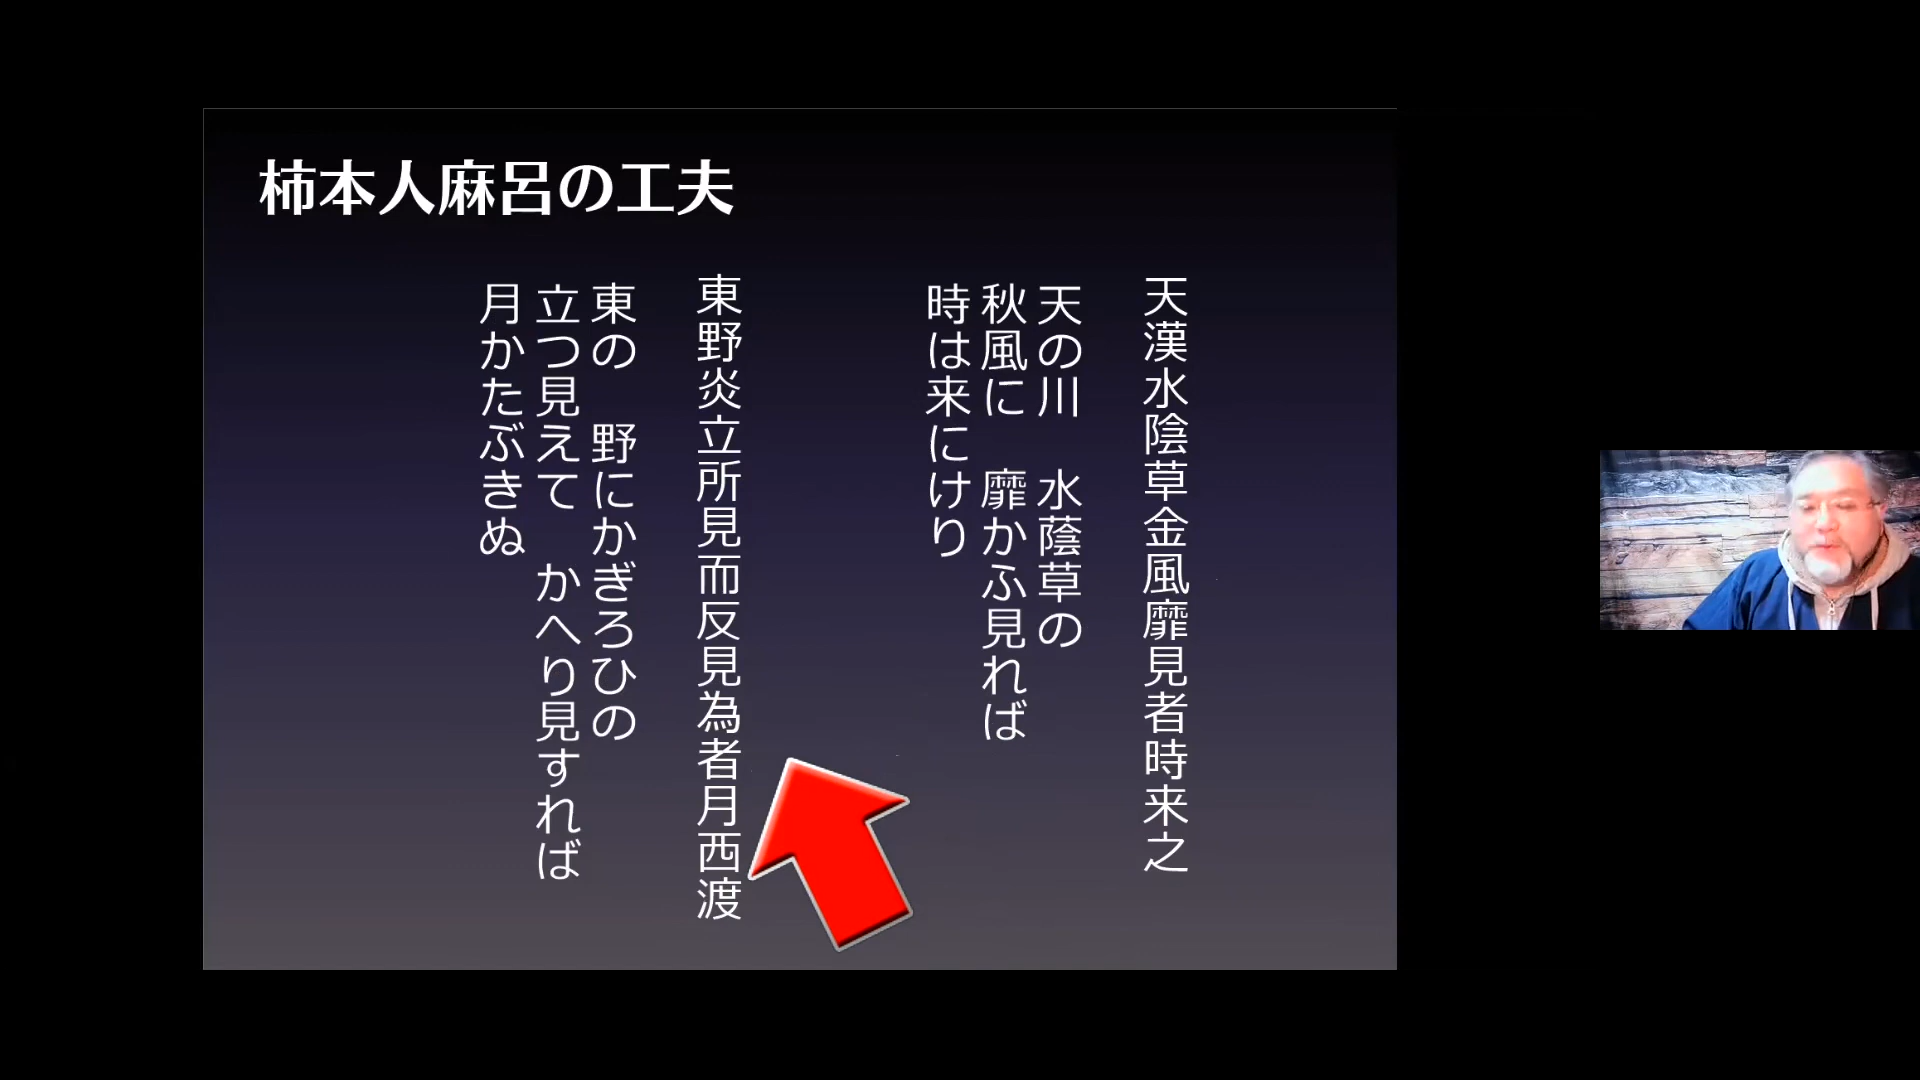 柿本人麻呂の工夫
天漢水陰草金風靡見者時来之
天の川　水蔭草の
秋風に　靡かふ見れば
時は来にけり
東野炎立所見而反見為者月西渡
東の　野にかぎろひの
立つ見えて　かへり見すれば
月かたぶきぬ